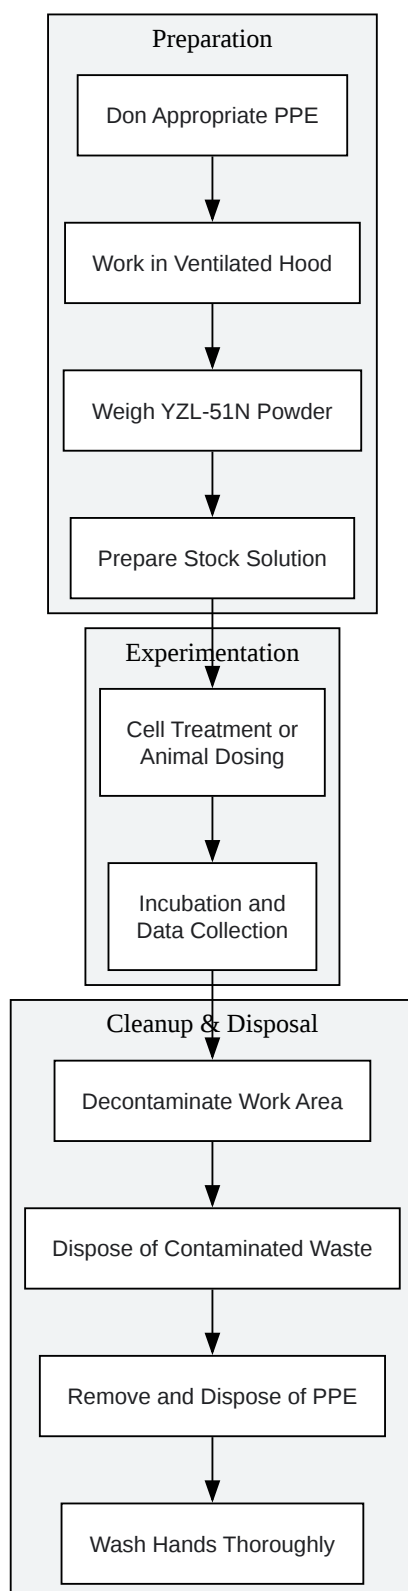 Preparation
Don Appropriate PPE
Work in Ventilated Hood
Weigh YZL-51N Powder
Prepare Stock Solution
Experimentation
Cell Treatment or
Animal Dosing
Incubation and
Data Collection
Cleanup & Disposal
Decontaminate Work Area
Dispose of Contaminated Waste
Remove and Dispose of PPE
Wash Hands Thoroughly